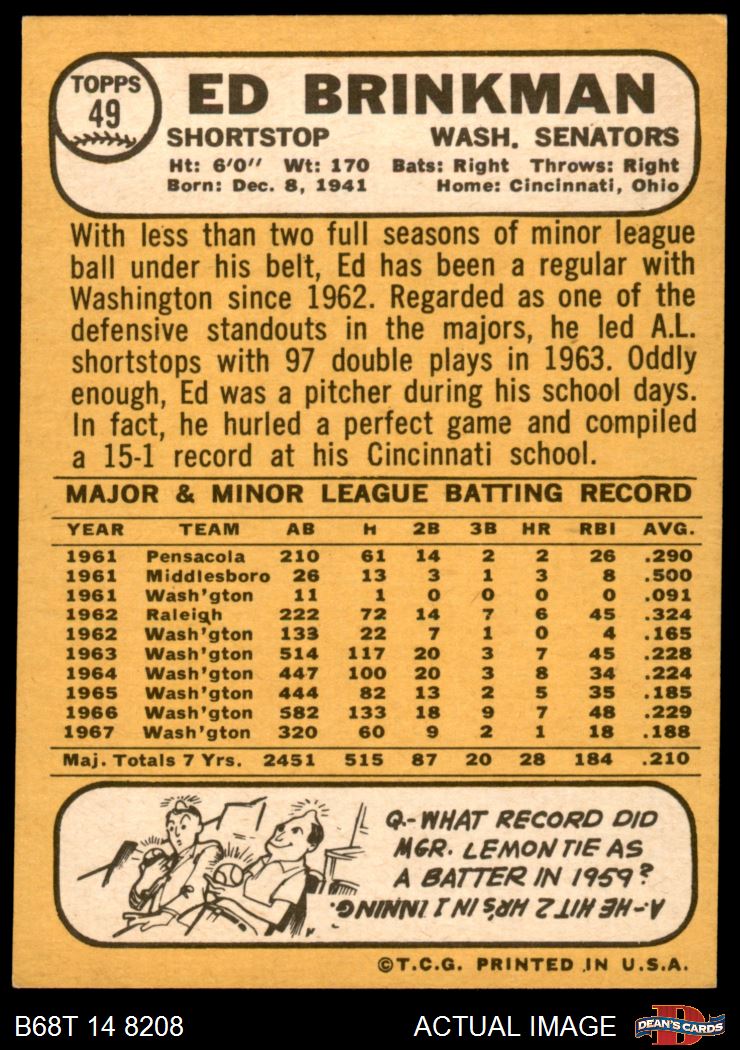 TOPPS
49
ED BRINKMAN
SHORTSTOP WASH. SENATORS
Ht: 6'0" Wt: 170 Bats: Right Throws: Right
Born: Dec. 8, 1941 Home: Cincinnati, Ohio
With less than two full seasons of minor league
ball under his belt, Ed has been a regular with
Washington since 1962. Regarded as one of the
defensive standouts in the majors, he led A.L.
shortstops with 97 double plays in 1963. Oddly
enough, Ed was a pitcher during his school days.
In fact, he hurled a perfect game and compiled
a 15-1 record at his Cincinnati school.
MAJOR & MINOR LEAGUE BATTING RECORD
YEAR TEAM AB H 2B 3B HR RBI AVG.
1961 Pensacola 210 61 14 2 2 26 .290
1961 Middlesboro 26 13 3 1 3 8 .500
1961 Wash'gton 11 1 0 0 0 0 .091
1962 Raleigh 222 72 14 7 6 45 .324
1962 Wash'gton 133 22 7 1 0 4 .165
1963 Wash'gton 514 117 20 3 7 45 .228
1964 Wash'gton 447 100 20 3 8 34 .224
1965 Wash'gton 444 82 13 2 5 35 .185
1966 Wash'gton 582 133 18 9 7 48 .229
1967 Wash'gton 320 60 9 2 1 18 .188
Maj. Totals 7 Yrs. 2451 515 87 20 28 184 .210
Q.-WHAT RECORD DID
MGR. LEMON TIE AS
A BATTER IN 1959?
A-HE HIT 2 HR'S IN 1 INNING.
©T.C.G. PRINTED IN U.S.A.
B68T 14 8208 ACTUAL IMAGE
D
DEAN'S CARDS